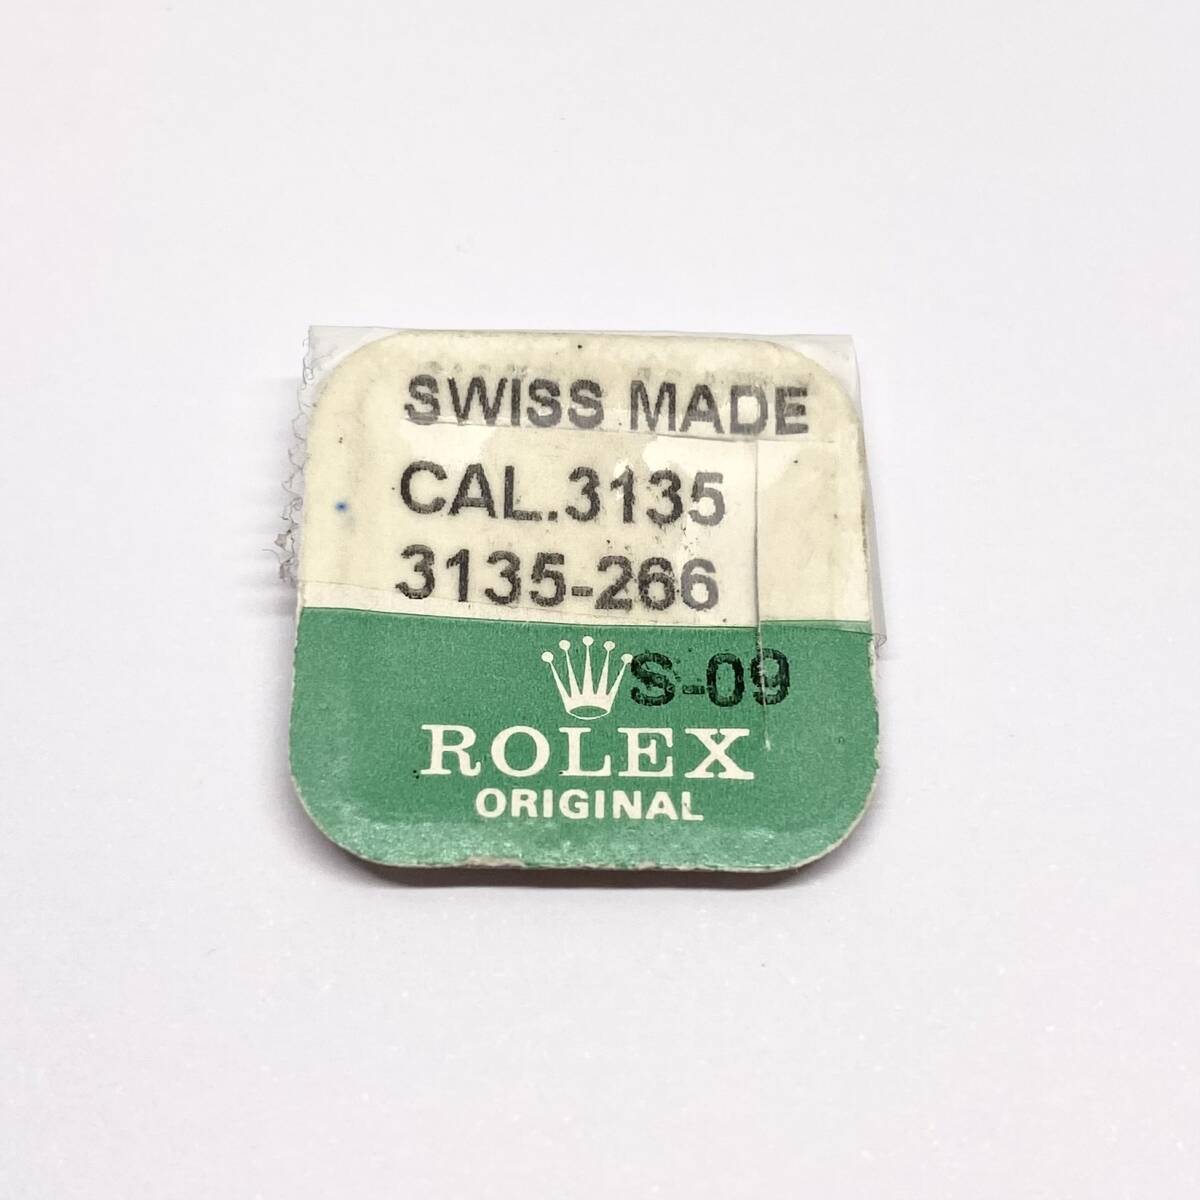 SWISS MADE
CAL.3135
3135-266
S-09
ROLEX
ORIGINAL